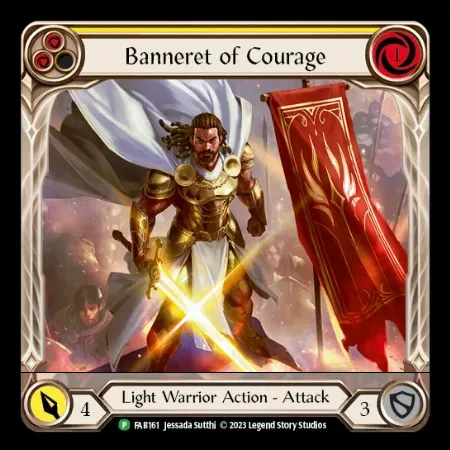 Banneret of Courage
1
4
Light Warrior Action - Attack
3
P FAB161 Jessada Sutthi © 2023 Legend Story Studios